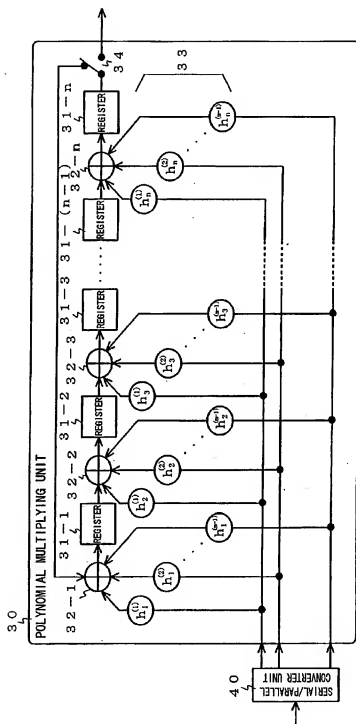 30
POLYNOMIAL MULTIPLYING UNIT
32-1
31-1
REGISTER
32-2
31-2
REGISTER
32-3
31-3
REGISTER
31-(n-1)
REGISTER
32-n
31-n
REGISTER
34
33
h₁⁽¹⁾
h₁⁽²⁾
h₁⁽ᵐ⁻¹⁾
h₂⁽¹⁾
h₂⁽²⁾
h₂⁽ᵐ⁻¹⁾
h₃⁽¹⁾
h₃⁽²⁾
h₃⁽ᵐ⁻¹⁾
hₙ⁽¹⁾
hₙ⁽²⁾
hₙ⁽ᵐ⁻¹⁾
40
SERIAL/PARALLEL
CONVERTER UNIT